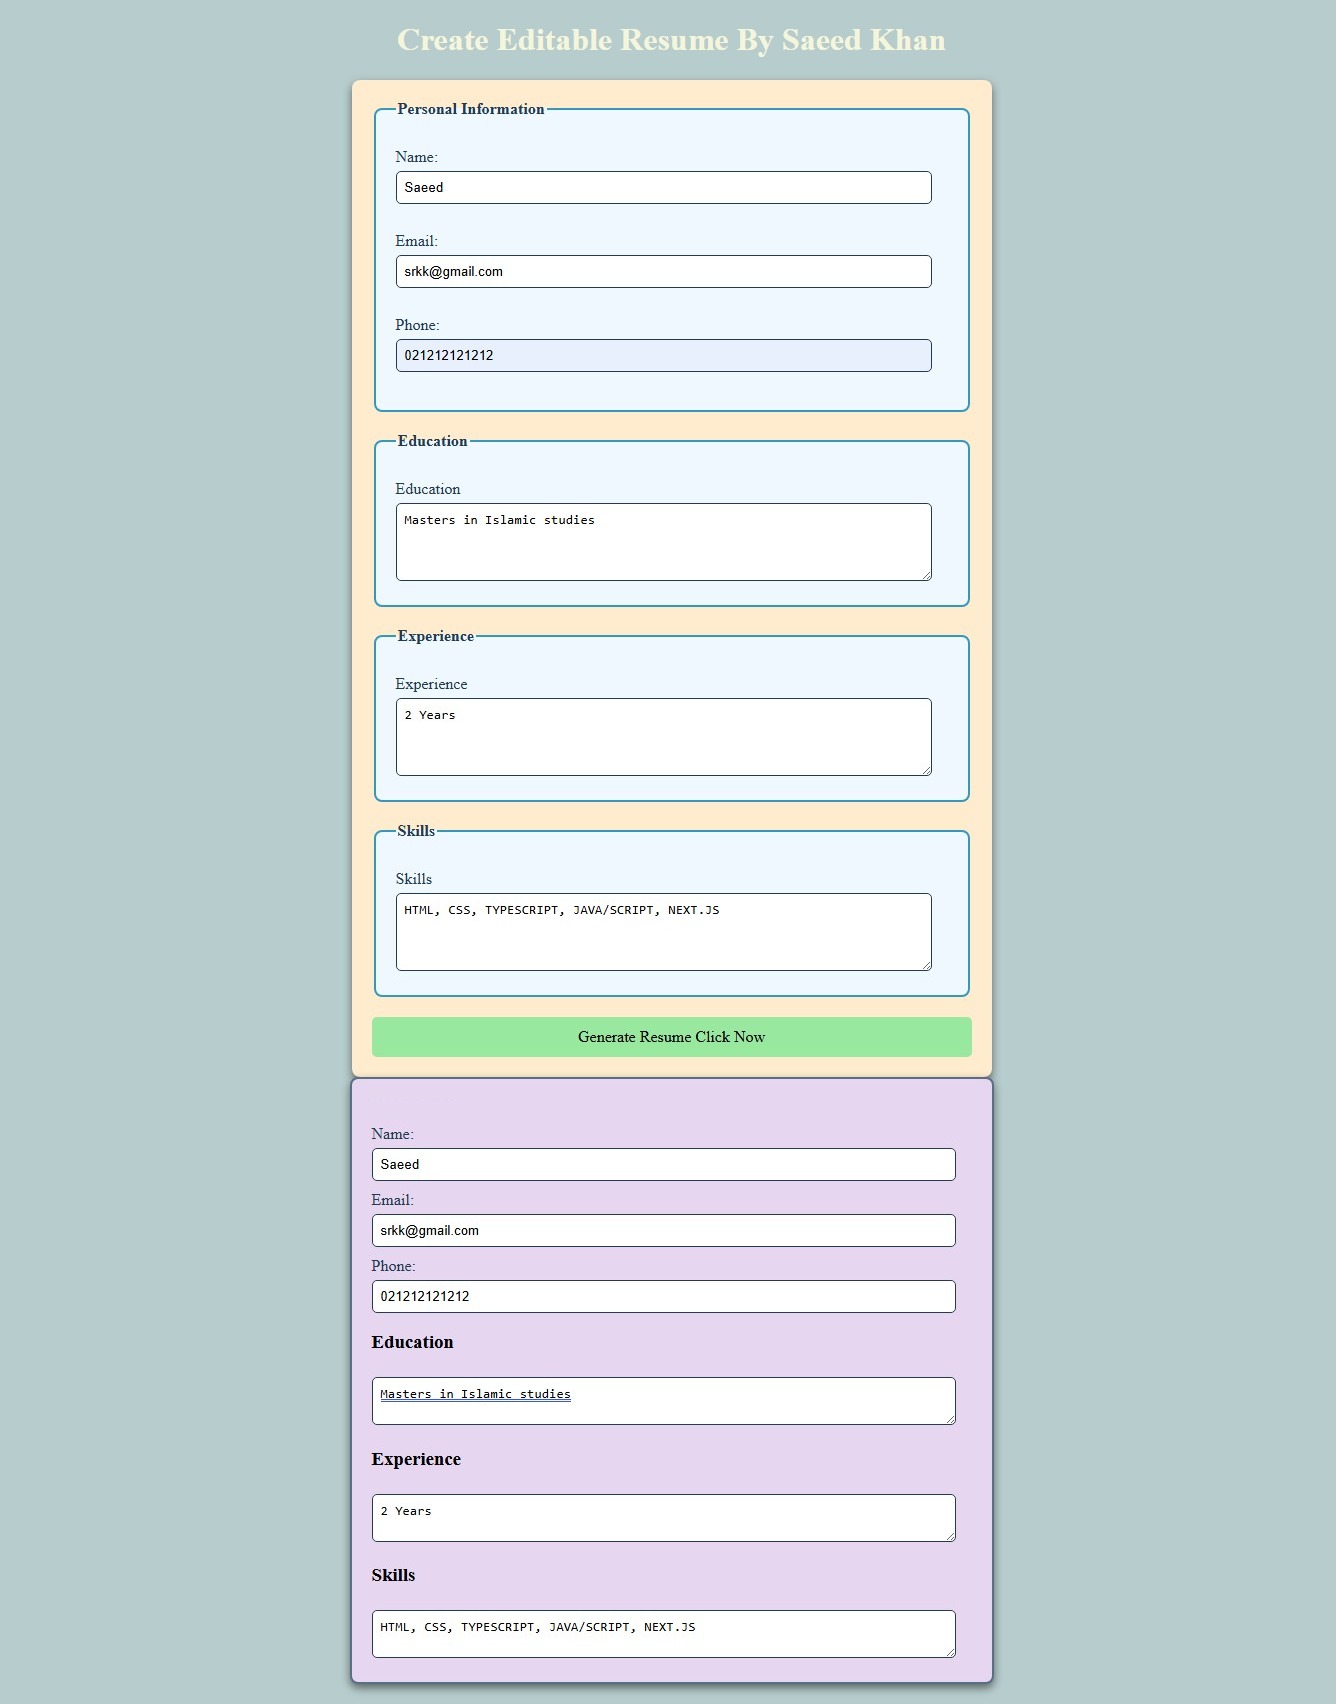 Create Editable Resume By Saeed Khan
Personal Information
Name:
Saeed
Email:
srkk@gmail.com
Phone:
021212121212
Education
Education
Masters in Islamic studies
Experience
Experience
2 Years
Skills
Skills
HTML, CSS, TYPESCRIPT, JAVA/SCRIPT, NEXT.JS
Generate Resume Click Now
Name:
Saeed
Email:
srkk@gmail.com
Phone:
021212121212
Education
Masters in Islamic studies
Experience
2 Years
Skills
HTML, CSS, TYPESCRIPT, JAVA/SCRIPT, NEXT.JS